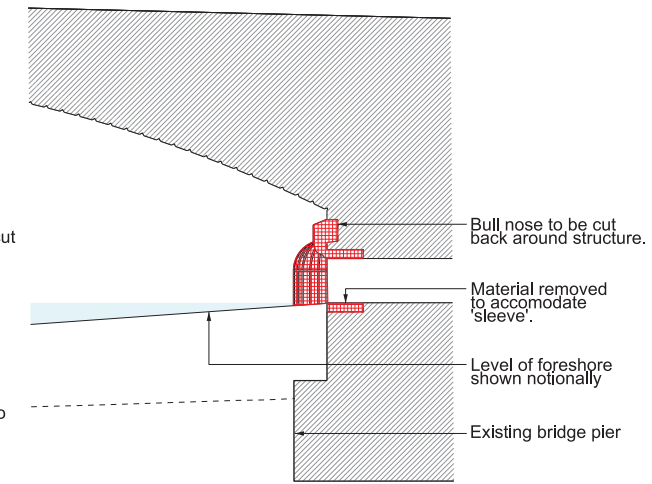 Bull nose to be cut
back around structure.
cut
Material removed
to accomodate
'sleeve'.
Level of foreshore
shown notionally
Existing bridge pier